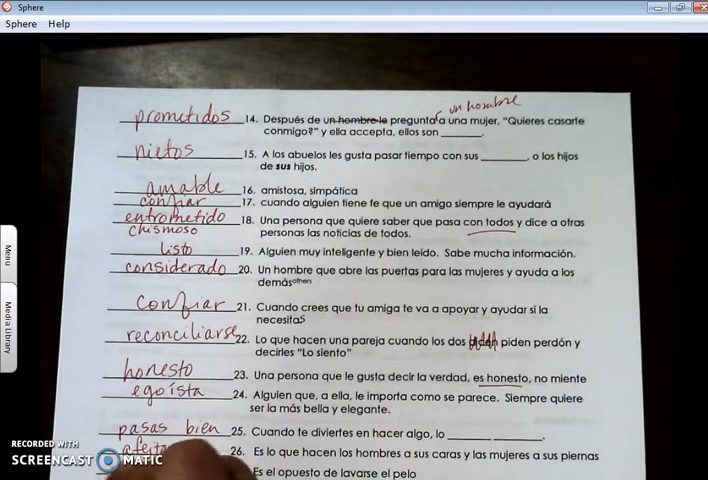 Sphere
Sphere Help
un hombre
prometidos 14. Después de un hombre le pregunta a una mujer, "Quieres casarte
conmigo?" y ella accepta, ellos son ______.
nietos 15. A los abuelos les gusta pasar tiempo con sus ______, o los hijos
de sus hijos.
amable 16. amistosa, simpática
confiar 17. cuando alguien tiene fe que un amigo siempre le ayudará
entrometido 18. Una persona que quiere saber que pasa con todos y dice a otras
chismoso personas las noticias de todos.
listo 19. Alguien muy inteligente y bien leído. Sabe mucha información.
considerado 20. Un hombre que abre las puertas para las mujeres y ayuda a los
demás others
confiar 21. Cuando crees que tu amiga te va a apoyar y ayudar si la
necesitas
reconciliarse 22. Lo que hacen una pareja cuando los dos piden perdón y
decirles "Lo siento"
honesto 23. Una persona que le gusta decir la verdad, es honesto, no miente
egoísta 24. Alguien que, a ella, le importa como se parece. Siempre quiere
ser la más bella y elegante.
pasas bien 25. Cuando te diviertes en hacer algo, lo ______ ______.
26. Es lo que hacen los hombres a sus caras y las mujeres a sus piernas
Es el opuesto de lavarse el pelo
Menu
Media Library
RECORDED WITH
SCREENCAST MATIC